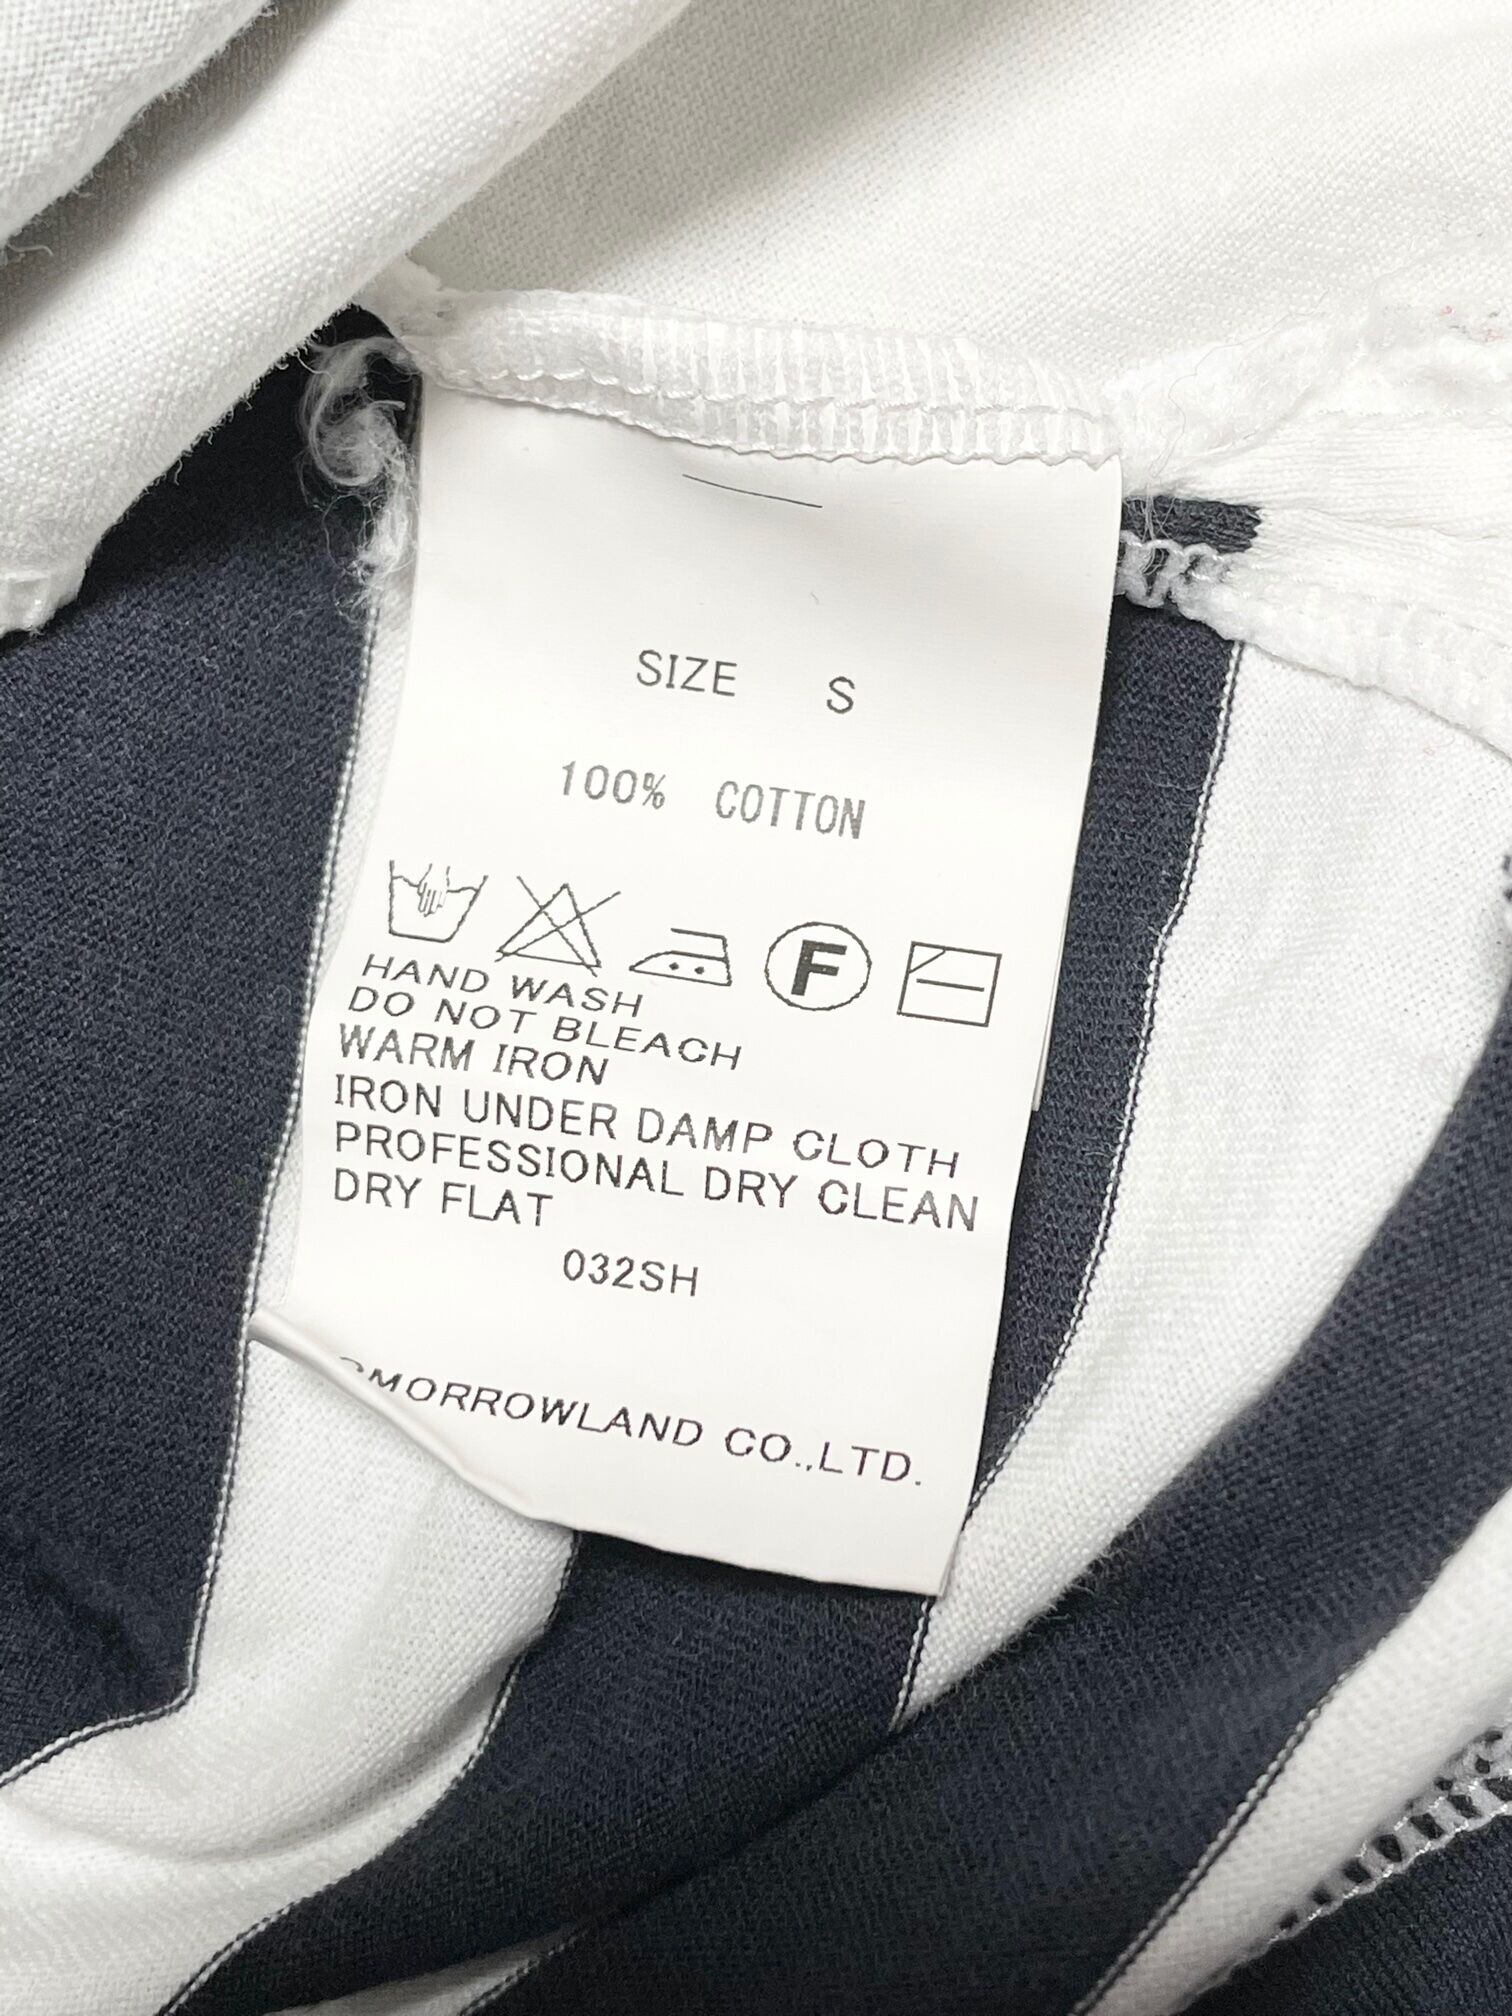 SIZE S
100% COTTON
F
HAND WASH
DO NOT BLEACH
WARM IRON
IRON UNDER DAMP CLOTH
PROFESSIONAL DRY CLEAN
DRY FLAT
032SH
OMORROWLAND CO.,LTD.